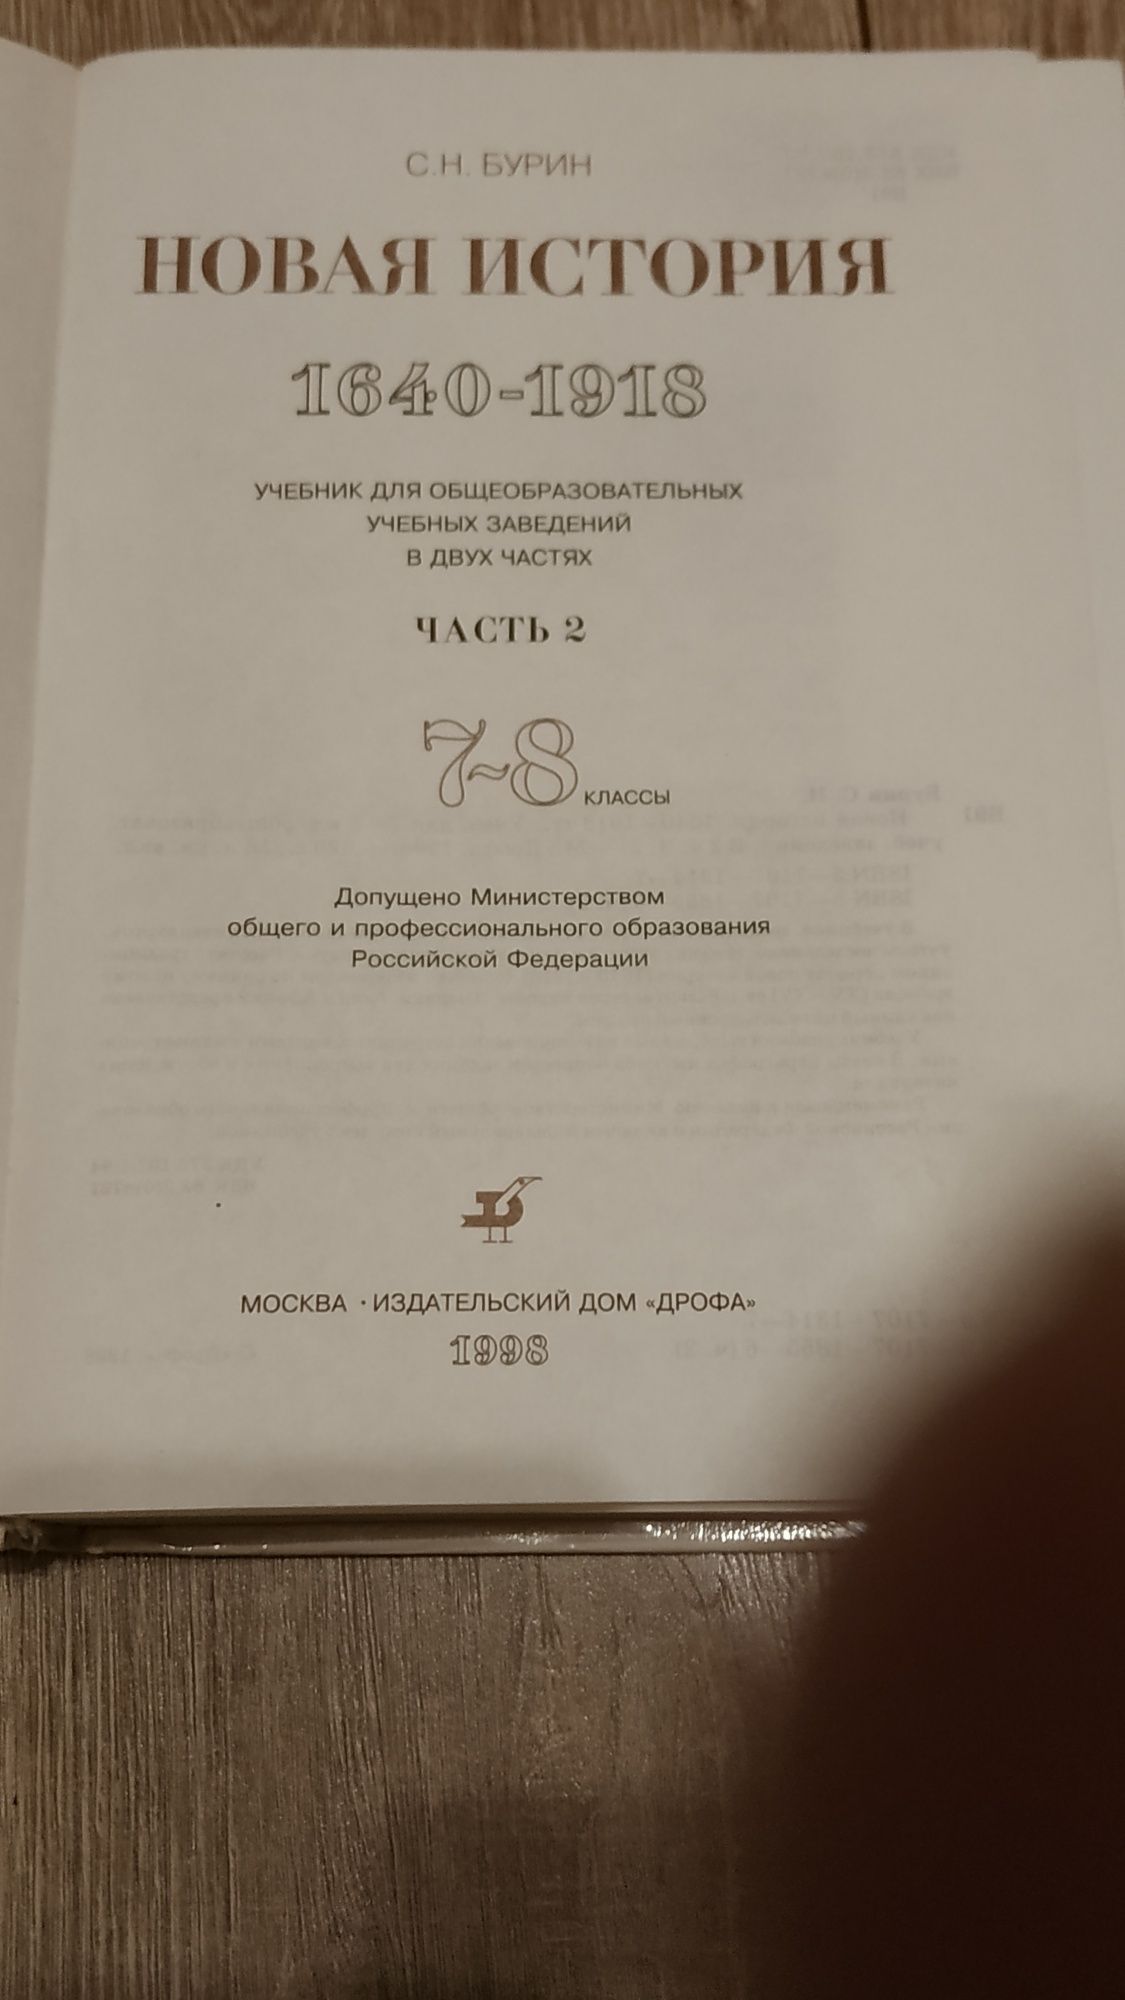 С.Н. БУРИН
НОВАЯ ИСТОРИЯ
1640-1918
УЧЕБНИК ДЛЯ ОБЩЕОБРАЗОВАТЕЛЬНЫХ
УЧЕБНЫХ ЗАВЕДЕНИЙ
В ДВУХ ЧАСТЯХ
ЧАСТЬ 2
7-8 КЛАССЫ
Допущено Министерством
общего и профессионального образования
Российской Федерации
МОСКВА · ИЗДАТЕЛЬСКИЙ ДОМ «ДРОФА»
1998